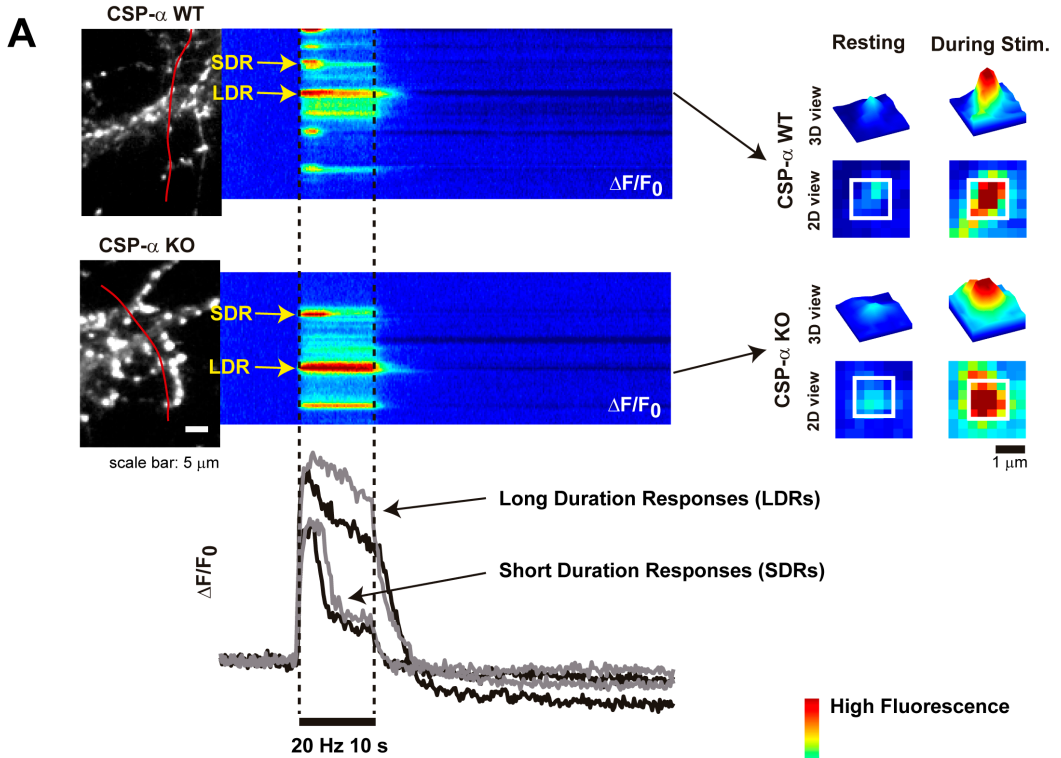 A
CSP-α WT
SDR
LDR
ΔF/F0
Resting
During Stim.
CSP-α WT
3D view
2D view
CSP-α KO
SDR
LDR
ΔF/F0
scale bar: 5 μm
CSP-α KO
3D view
2D view
1 μm
Long Duration Responses (LDRs)
Short Duration Responses (SDRs)
ΔF/F0
20 Hz 10 s
High Fluorescence